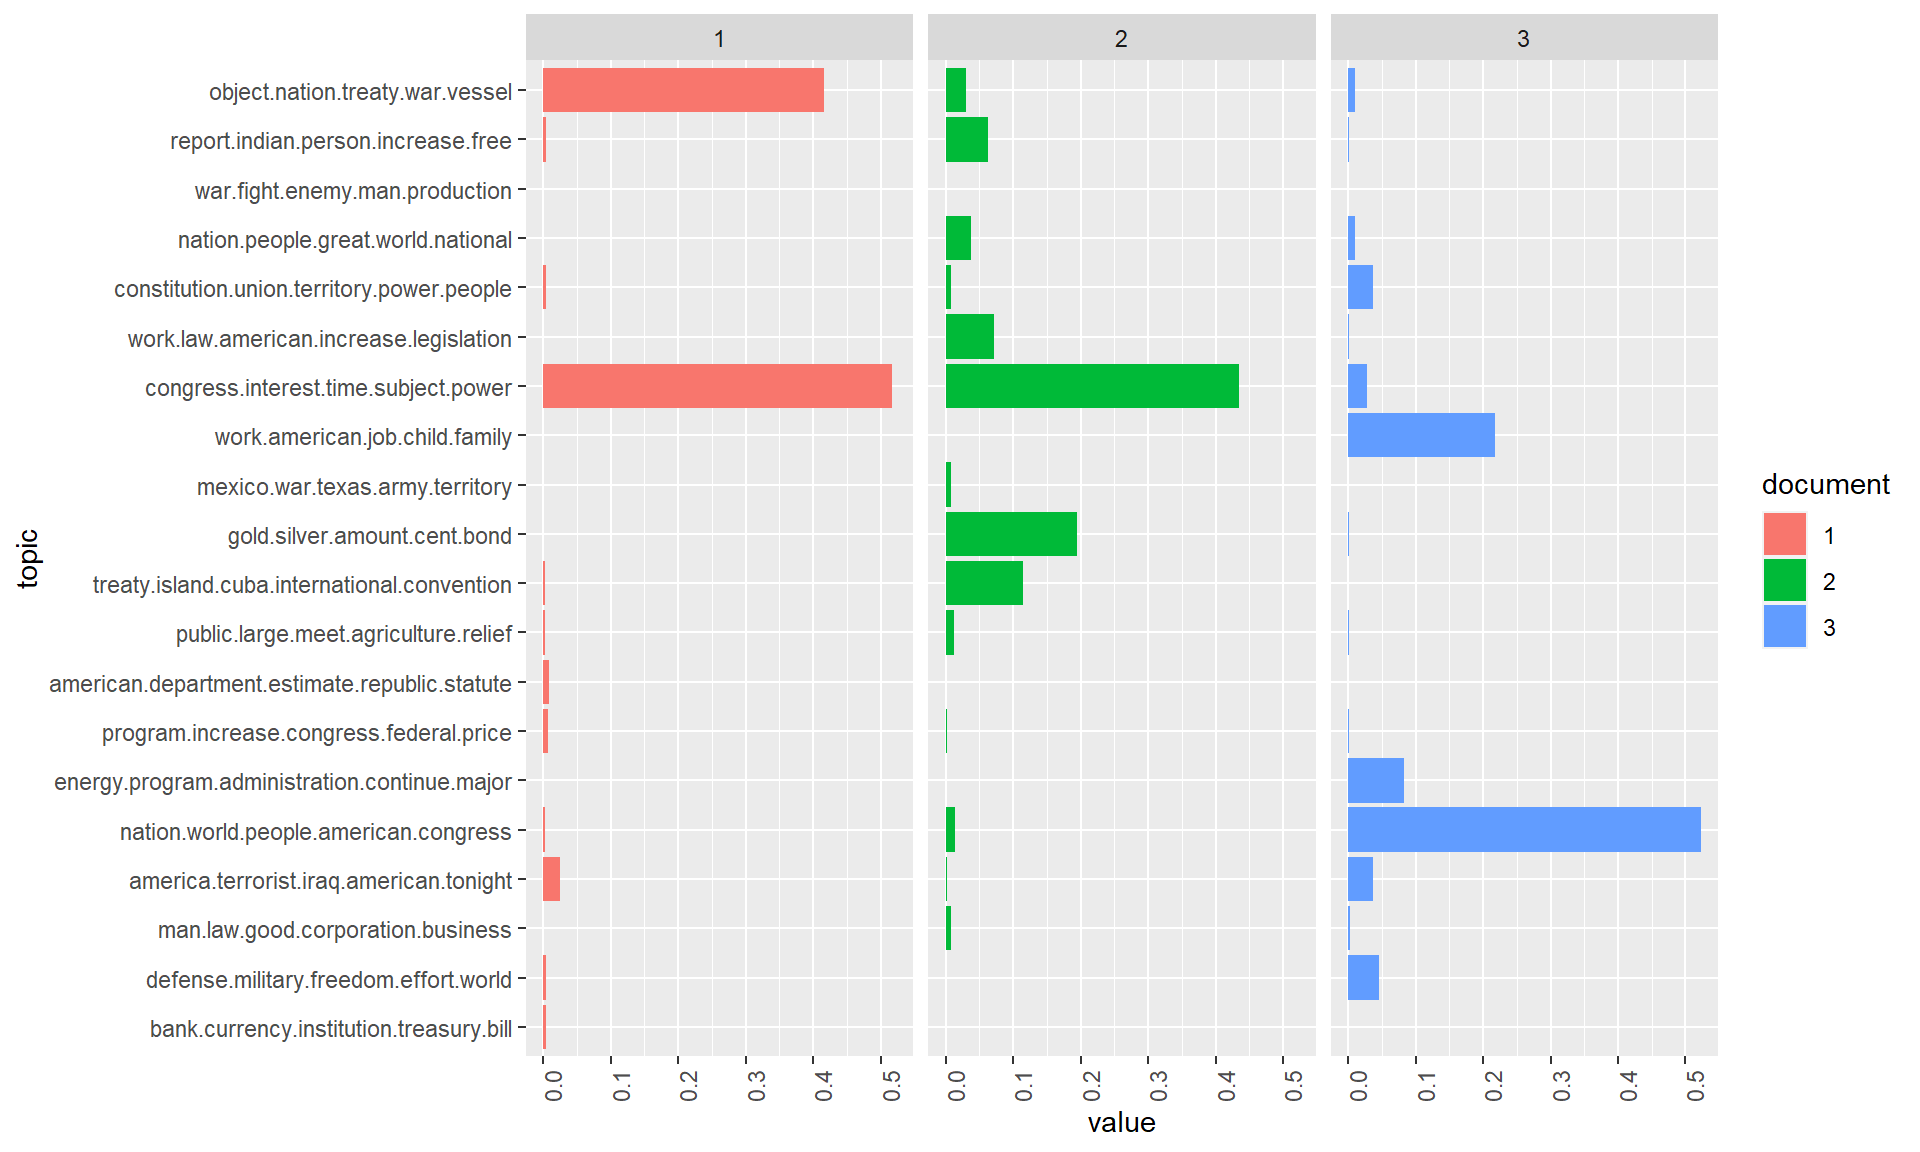 1 2 3
object.nation.treaty.war.vessel
report.indian.person.increase.free
war.fight.enemy.man.production
nation.people.great.world.national
constitution.union.territory.power.people
work.law.american.increase.legislation
congress.interest.time.subject.power
work.american.job.child.family
mexico.war.texas.army.territory
gold.silver.amount.cent.bond
treaty.island.cuba.international.convention
public.large.meet.agriculture.relief
american.department.estimate.republic.statute
program.increase.congress.federal.price
energy.program.administration.continue.major
nation.world.people.american.congress
america.terrorist.iraq.american.tonight
man.law.good.corporation.business
defense.military.freedom.effort.world
bank.currency.institution.treasury.bill
topic
0.0 0.1 0.2 0.3 0.4 0.5 0.0 0.1 0.2 0.3 0.4 0.5 0.0 0.1 0.2 0.3 0.4 0.5
value
document
1
2
3